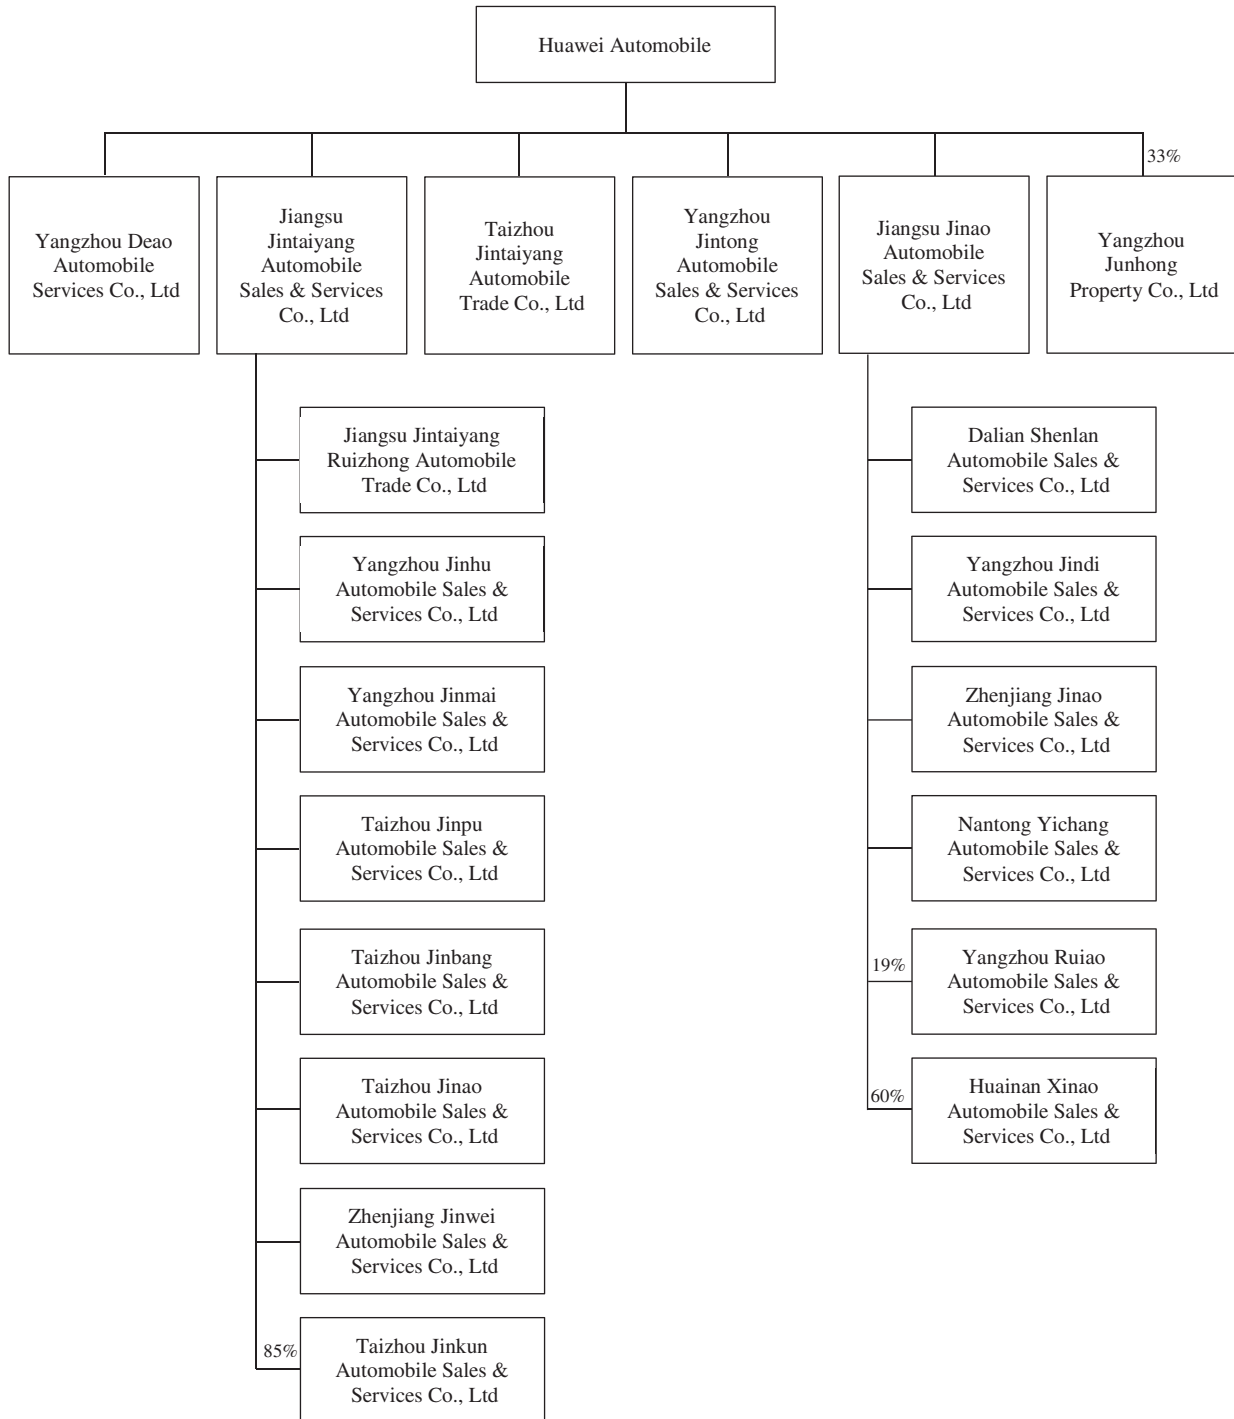 Huawei Automobile
33%
Yangzhou Deao
Automobile
Services Co., Ltd
Jiangsu
Jintaiyang
Automobile
Sales & Services
Co., Ltd
Taizhou
Jintaiyang
Automobile
Trade Co., Ltd
Yangzhou
Jintong
Automobile
Sales & Services
Co., Ltd
Jiangsu Jinao
Automobile
Sales & Services
Co., Ltd
Yangzhou
Junhong
Property Co., Ltd
Jiangsu Jintaiyang
Ruizhong Automobile
Trade Co., Ltd
Yangzhou Jinhu
Automobile Sales &
Services Co., Ltd
Yangzhou Jinmai
Automobile Sales &
Services Co., Ltd
Taizhou Jinpu
Automobile Sales &
Services Co., Ltd
Taizhou Jinbang
Automobile Sales &
Services Co., Ltd
Taizhou Jinao
Automobile Sales &
Services Co., Ltd
Zhenjiang Jinwei
Automobile Sales &
Services Co., Ltd
85%
Taizhou Jinkun
Automobile Sales &
Services Co., Ltd
Dalian Shenlan
Automobile Sales &
Services Co., Ltd
Yangzhou Jindi
Automobile Sales &
Services Co., Ltd
Zhenjiang Jinao
Automobile Sales &
Services Co., Ltd
Nantong Yichang
Automobile Sales &
Services Co., Ltd
19%
Yangzhou Ruiao
Automobile Sales &
Services Co., Ltd
60%
Huainan Xinao
Automobile Sales &
Services Co., Ltd